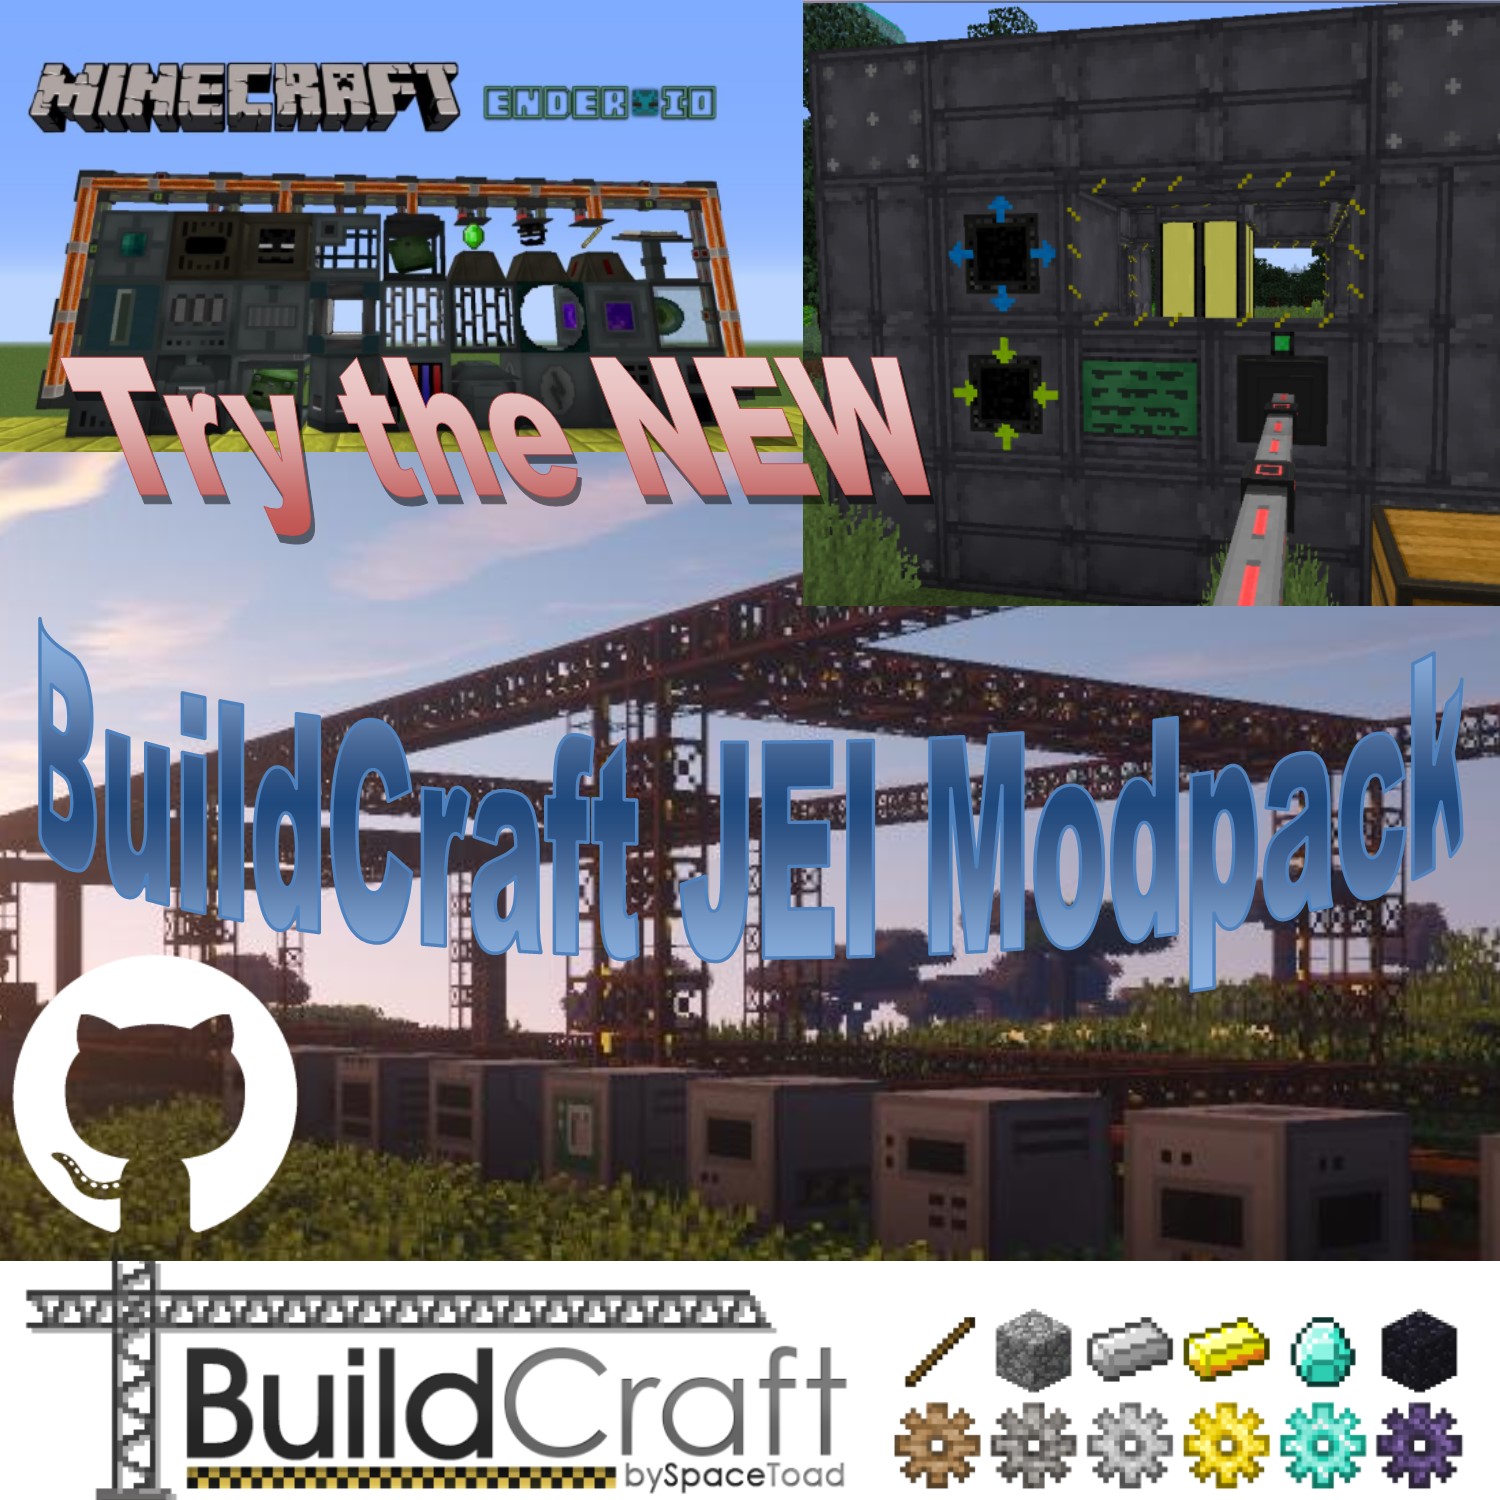 MINECRAFT
ENDER IO
Try the NEW
BuildCraft JEI Modpack
BuildCraft
bySpaceToad